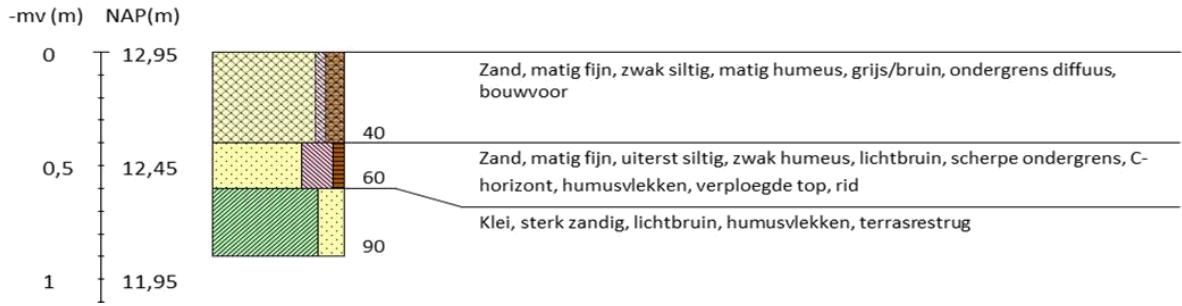 -mv (m) NAP(m)
0 12,95
Zand, matig fijn, zwak siltig, matig humeus, grijs/bruin, ondergrens diffuus,
bouwvoor
40
0,5 12,45
Zand, matig fijn, uiterst siltig, zwak humeus, lichtbruin, scherpe ondergrens, C-
horizont, humusvlekken, verploegde top, rid
60
Klei, sterk zandig, lichtbruin, humusvlekken, terrasrestrug
90
1 11,95